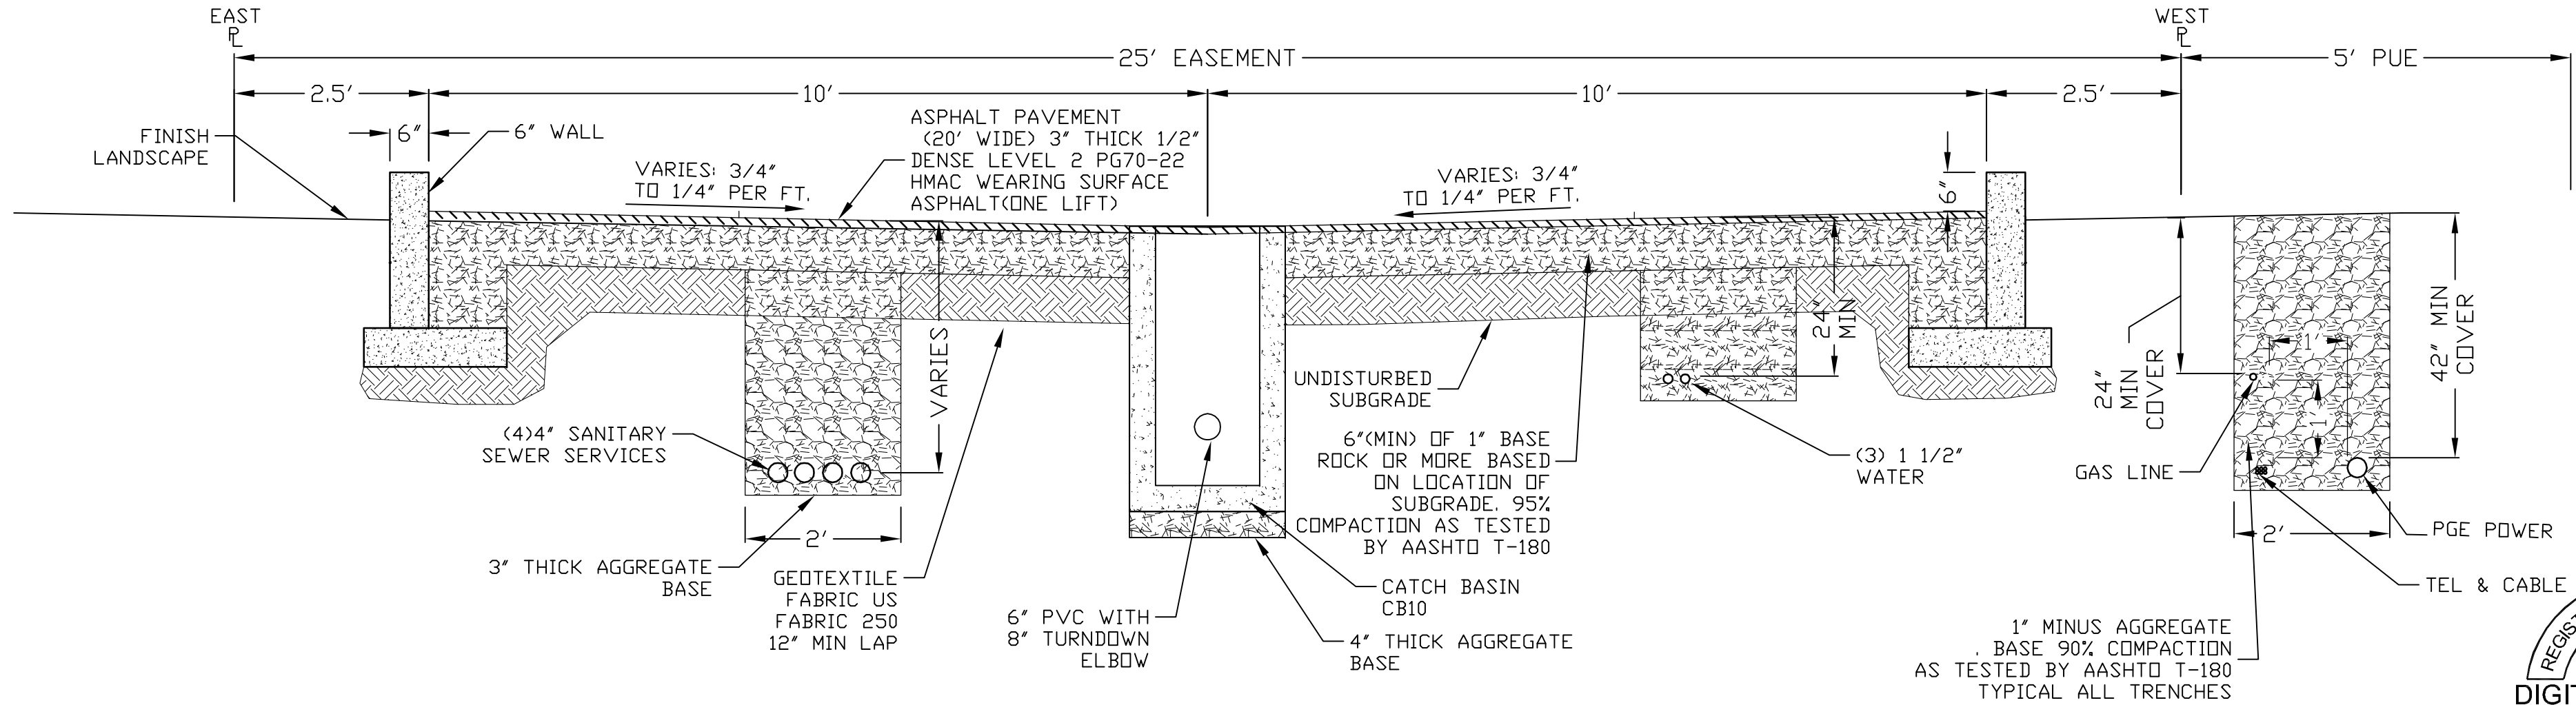 EAST
PL
WEST
PL
25' EASEMENT
5' PUE
2.5'
10'
10'
2.5'
6"
6" WALL
FINISH
LANDSCAPE
VARIES: 3/4"
TO 1/4" PER FT.
ASPHALT PAVEMENT
(20' WIDE) 3" THICK 1/2"
DENSE LEVEL 2 PG70-22
HMAC WEARING SURFACE
ASPHALT(ONE LIFT)
VARIES: 3/4"
TO 1/4" PER FT.
6"
VARIES
24"
MIN
24"
MIN
COVER
42" MIN
COVER
1'
1'
UNDISTURBED
SUBGRADE
(4)4" SANITARY
SEWER SERVICES
6"(MIN) OF 1" BASE
ROCK OR MORE BASED
ON LOCATION OF
SUBGRADE. 95%
COMPACTION AS TESTED
BY AASHTO T-180
(3) 1 1/2"
WATER
GAS LINE
2'
2'
PGE POWER
3" THICK AGGREGATE
BASE
GEOTEXTILE
FABRIC US
FABRIC 250
12" MIN LAP
6" PVC WITH
8" TURNDOWN
ELBOW
CATCH BASIN
CB10
4" THICK AGGREGATE
BASE
TEL & CABLE
1" MINUS AGGREGATE
. BASE 90% COMPACTION
AS TESTED BY AASHTO T-180
TYPICAL ALL TRENCHES
REGIST
DIGIT